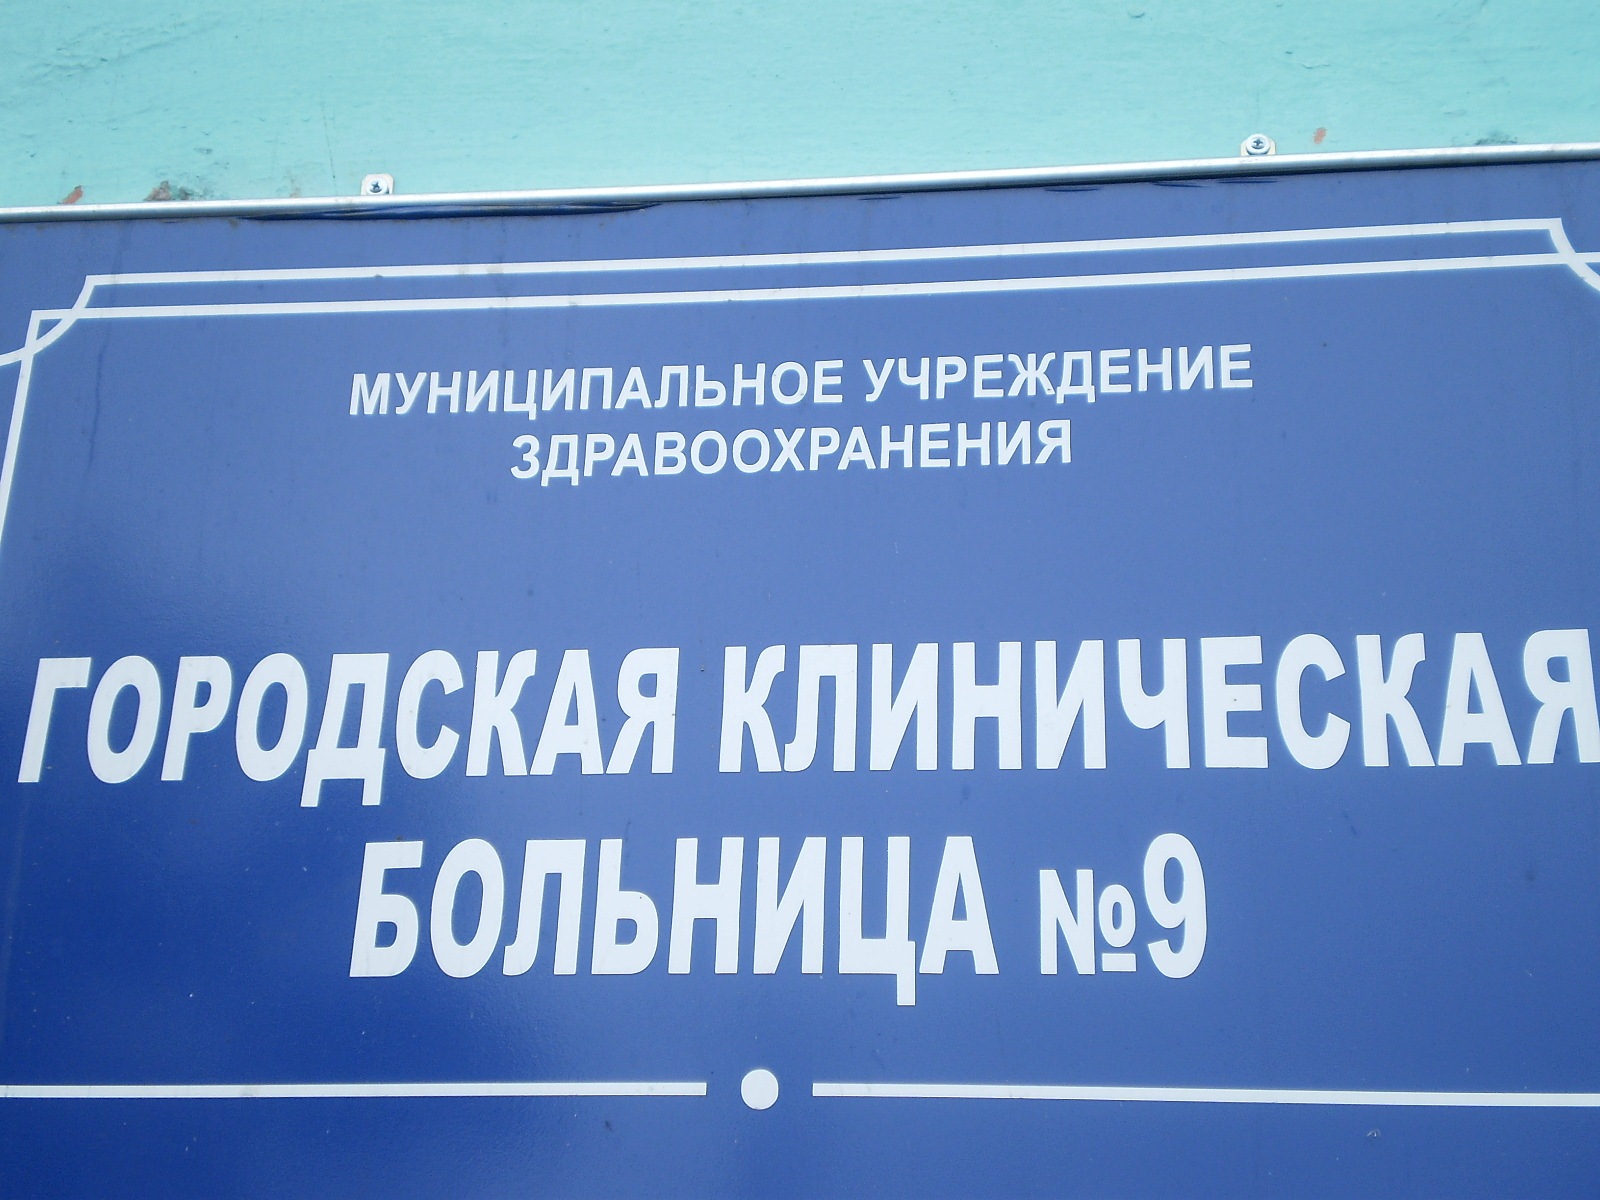 МУНИЦИПАЛЬНОЕ УЧРЕЖДЕНИЕ
ЗДРАВООХРАНЕНИЯ
ГОРОДСКАЯ КЛИНИЧЕСКАЯ
БОЛЬНИЦА №9